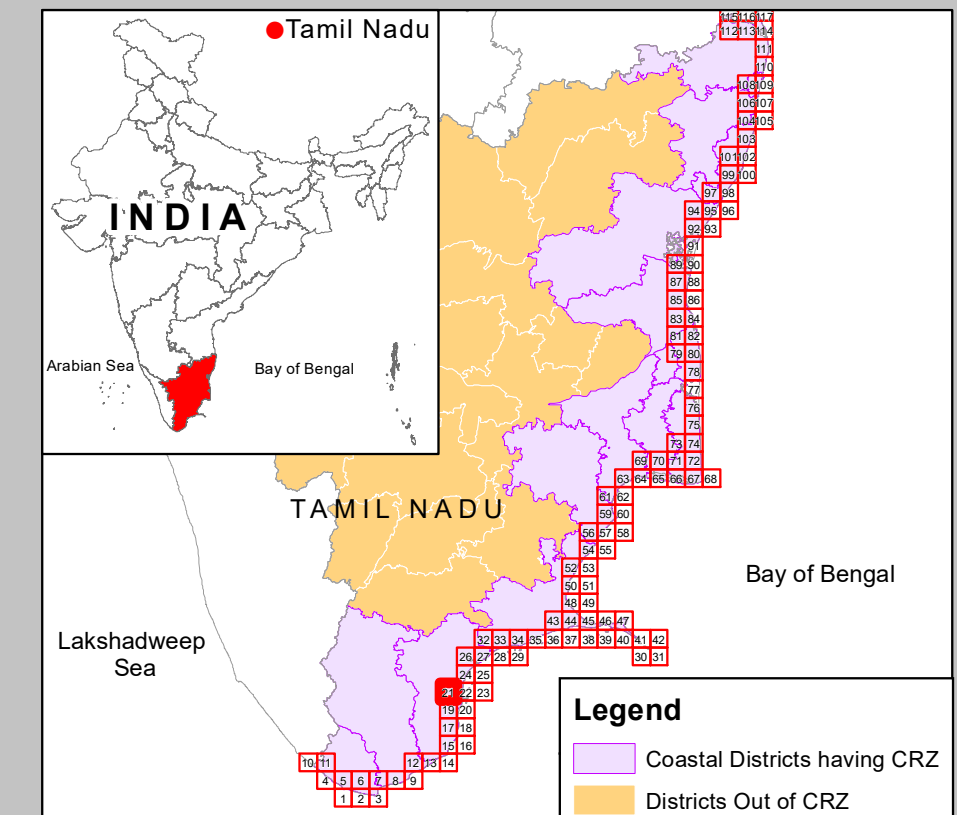 Tamil Nadu
INDIA
Arabian Sea
Bay of Bengal
TAMIL NADU
Bay of Bengal
Lakshadweep
Sea
115 116 117
112 113 114
111
110
108 109
106 107
104 105
103
101 102
99 100
97 98
94 95 96
92 93
91
89 90
87 88
85 86
83 84
81 82
79 80
78
77
76
75
73 74
69 70 71 72
63 64 65 66 67 68
61 62
59 60
56 57 58
54 55
52 53
50 51
48 49
43 44 45 46 47
32 33 34 35 36 37 38 39 40 41 42
26 27 28 29 30 31
24 25
21 22 23
19 20
17 18
15 16
10 11 12 13 14
4 5 6 7 8 9
1 2 3
Legend
Coastal Districts having CRZ
Districts Out of CRZ